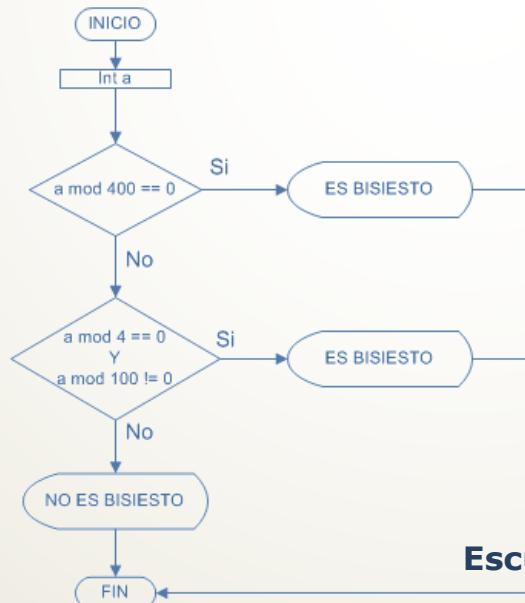 INICIO
Int a
a mod 400 == 0
Si
ES BISIESTO
No
a mod 4 == 0
Y
a mod 100 != 0
Si
ES BISIESTO
No
NO ES BISIESTO
FIN